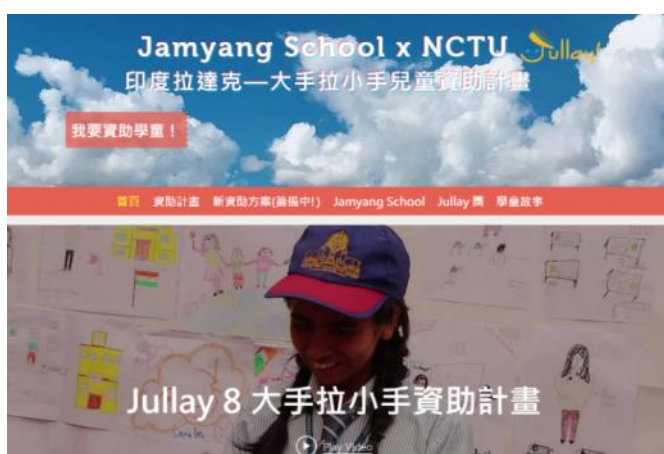 Jamyang School x NCTU Jullay!
印度拉達克—大手拉小手兒童資助計畫
我要資助學童！
首頁 資助計畫 新資助方案(籌備中!) Jamyang School Jullay 團 學童故事
Jullay 8 大手拉小手資助計畫
Play Video